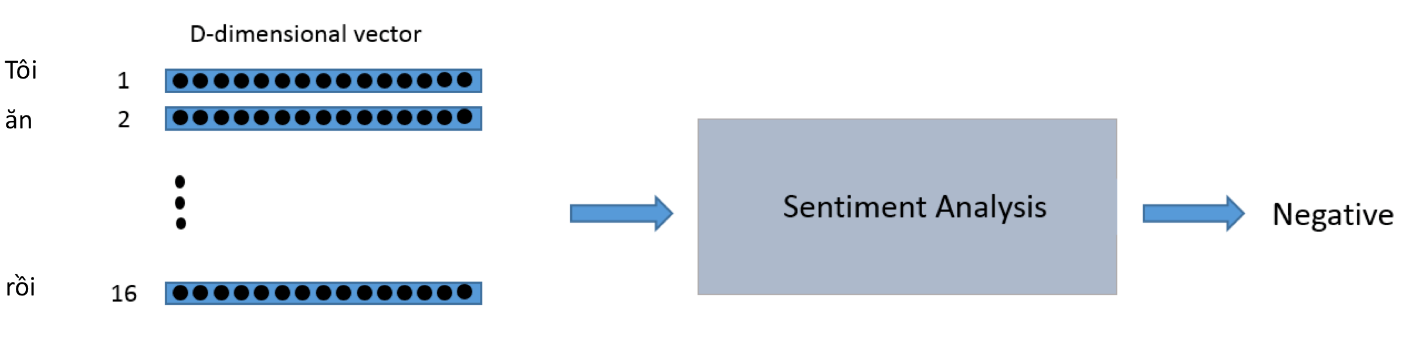 D-dimensional vector
Tôi 1
ăn 2
rồi 16
Sentiment Analysis
Negative